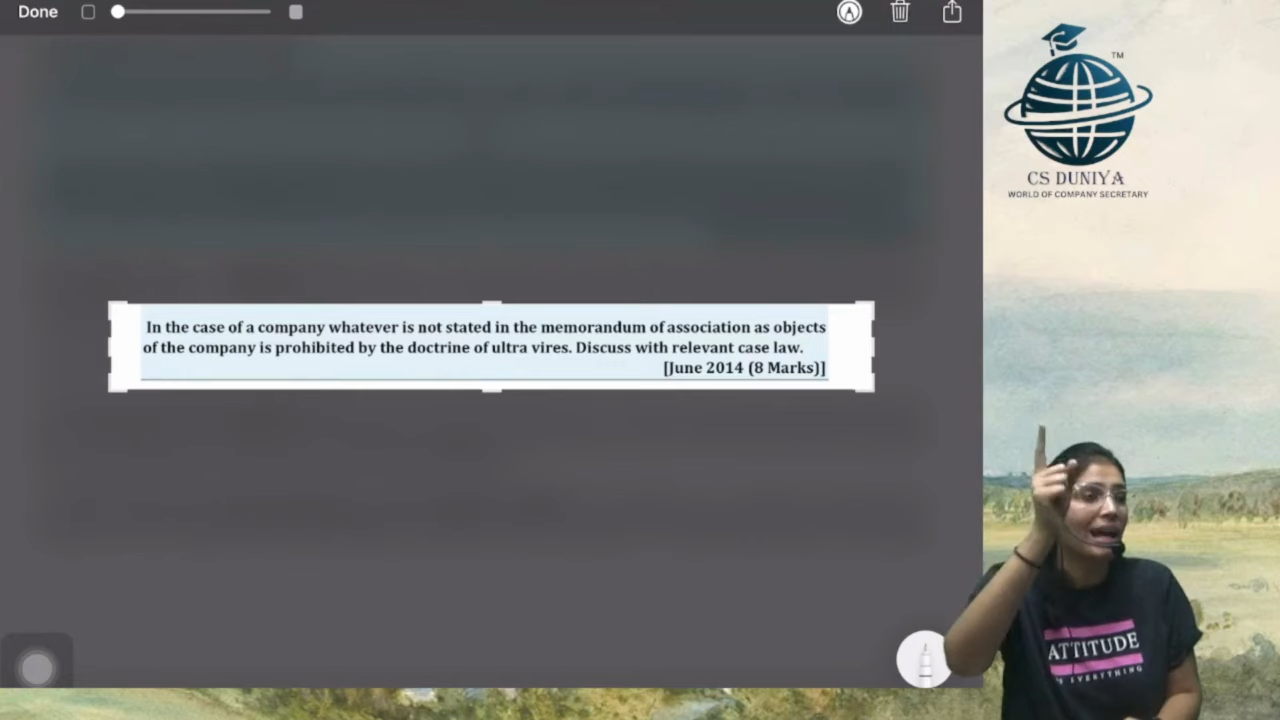 Done
TM
CS DUNIYA
WORLD OF COMPANY SECRETARY
In the case of a company whatever is not stated in the memorandum of association as objects
of the company is prohibited by the doctrine of ultra vires. Discuss with relevant case law.
[June 2014 (8 Marks)]
ATTITUDE
EVERYTHING